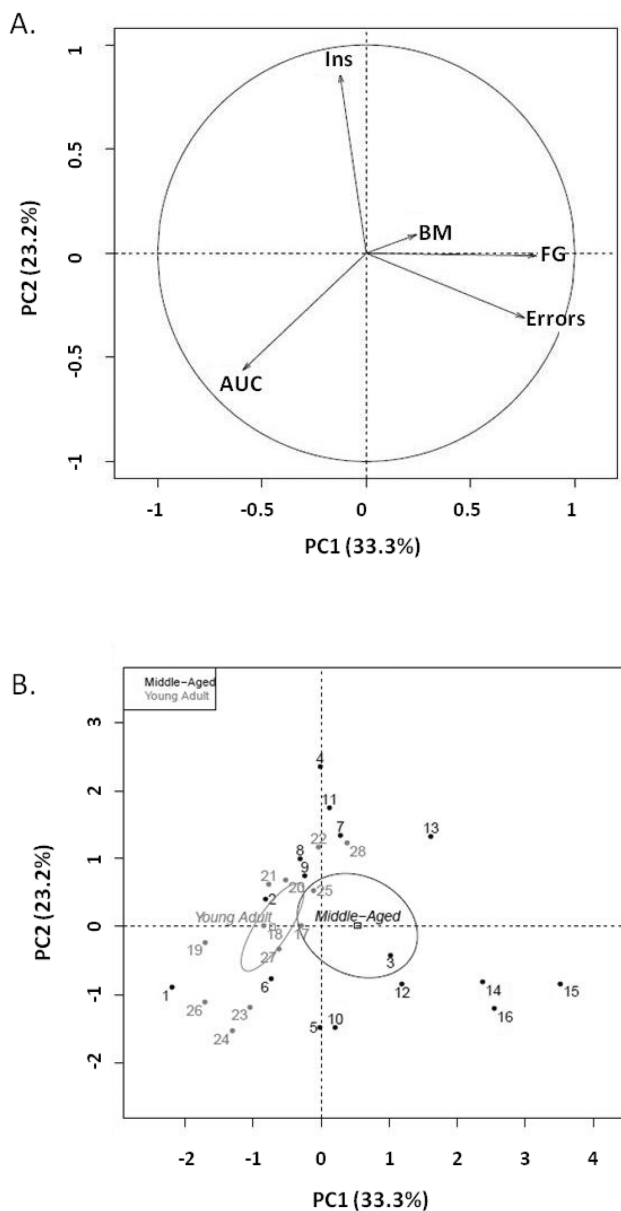 A.
1
Ins
0.5
BM
0
FG
Errors
-0.5
AUC
-1
PC2 (23.2%)
-1 -0.5 0 0.5 1
PC1 (33.3%)
B.
Middle-Aged
Young Adult
3
4
2
11
7
13
22
28
1
8
9
21
20
25
2
Young Adult
Middle-Aged
0
18
17
19
27
3
6
12
14
15
-1
1
26
23
16
24
5
10
-2
PC2 (23.2%)
-2 -1 0 1 2 3 4
PC1 (33.3%)